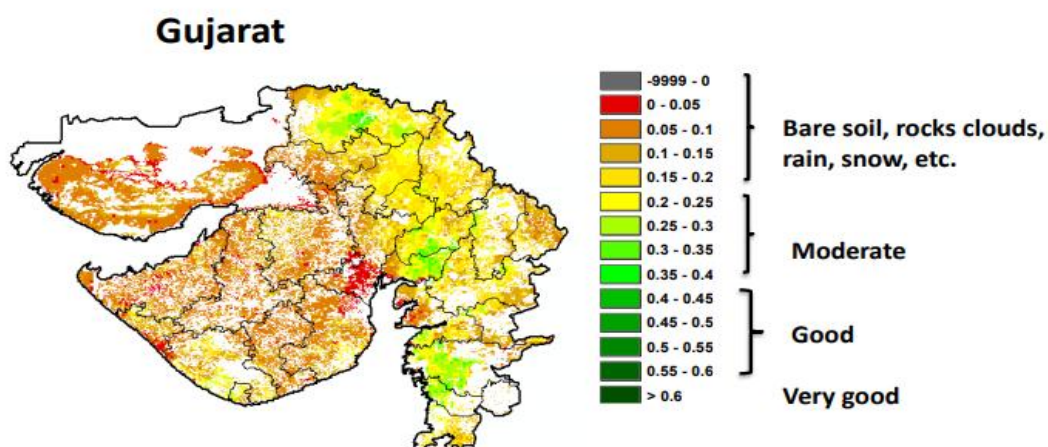 Gujarat
-9999 - 0
0 - 0.05
0.05 - 0.1
0.1 - 0.15
0.15 - 0.2
0.2 - 0.25
0.25 - 0.3
0.3 - 0.35
0.35 - 0.4
0.4 - 0.45
0.45 - 0.5
0.5 - 0.55
0.55 - 0.6
> 0.6
Bare soil, rocks clouds,
rain, snow, etc.
Moderate
Good
Very good